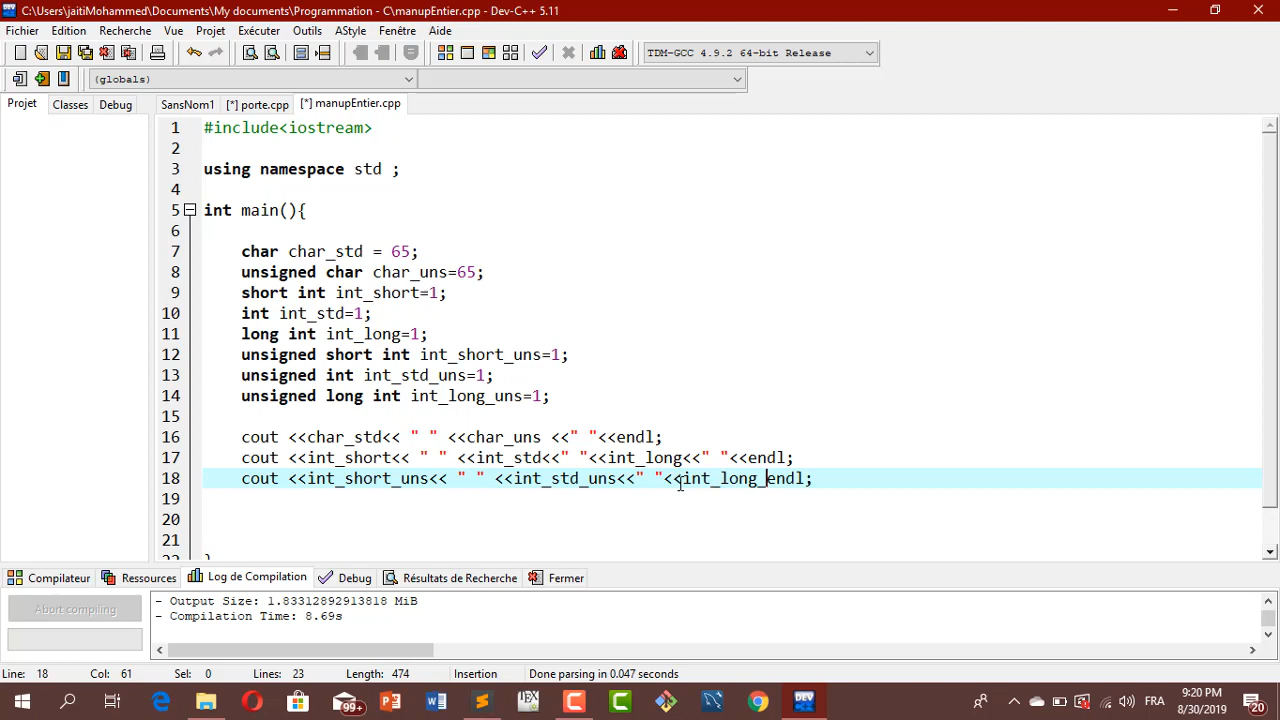 C:\Users\jaitiMohammed\Documents\My documents\Programmation - C\manupEntier.cpp - Dev-C++ 5.11
Fichier Edition Recherche Vue Projet Exécuter Outils AStyle Fenêtre Aide
TDM-GCC 4.9.2 64-bit Release
(globals)
Projet Classes Debug SansNom1 [*] porte.cpp [*] manupEntier.cpp
1 #include<iostream>
2
3 using namespace std ;
4
5 int main(){
6
7 char char_std = 65;
8 unsigned char char_uns=65;
9 short int int_short=1;
10 int int_std=1;
11 long int int_long=1;
12 unsigned short int int_short_uns=1;
13 unsigned int int_std_uns=1;
14 unsigned long int int_long_uns=1;
15
16 cout <<char_std<< " " <<char_uns <<" "<<endl;
17 cout <<int_short<< " " <<int_std<<" "<<int_long<<" "<<endl;
18 cout <<int_short_uns<< " " <<int_std_uns<<" "<<int_long_endl;
19
20
21
22 }
Compilateur Ressources Log de Compilation Debug Résultats de Recherche Fermer
Abort compiling
- Output Size: 1.83312892913818 MiB
- Compilation Time: 8.69s
Line: 18 Col: 61 Sel: 0 Lines: 23 Length: 474 Insertion Done parsing in 0.047 seconds
99+ FRA 9:20 PM
8/30/2019 20